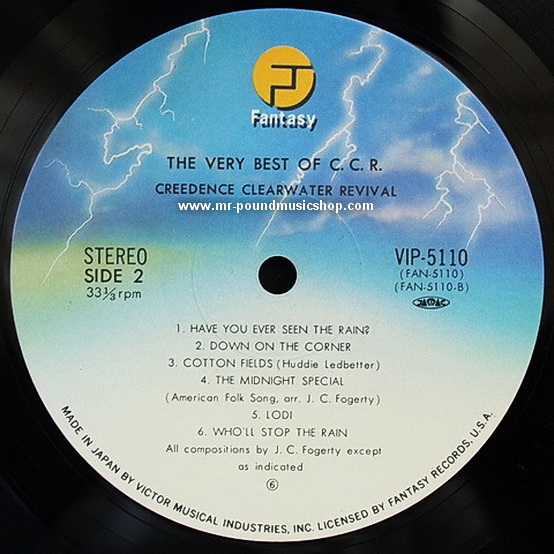 FJ
Fantasy
THE VERY BEST OF C. C. R.
CREEDENCE CLEARWATER REVIVAL
www.mr-poundmusicshop.com
STEREO
SIDE 2
33⅓ rpm
VIP-5110
(FAN-5110)
(FAN-5110-B)
JASRAC
1. HAVE YOU EVER SEEN THE RAIN?
2. DOWN ON THE CORNER
3. COTTON FIELDS (Huddie Ledbetter)
4. THE MIDNIGHT SPECIAL
(American Folk Song, arr. J. C. Fogerty)
5. LODI
6. WHO'LL STOP THE RAIN
All compositions by J. C. Fogerty except
as indicated
⑥
MADE IN JAPAN BY VICTOR MUSICAL INDUSTRIES, INC. LICENSED BY FANTASY RECORDS, U.S.A.